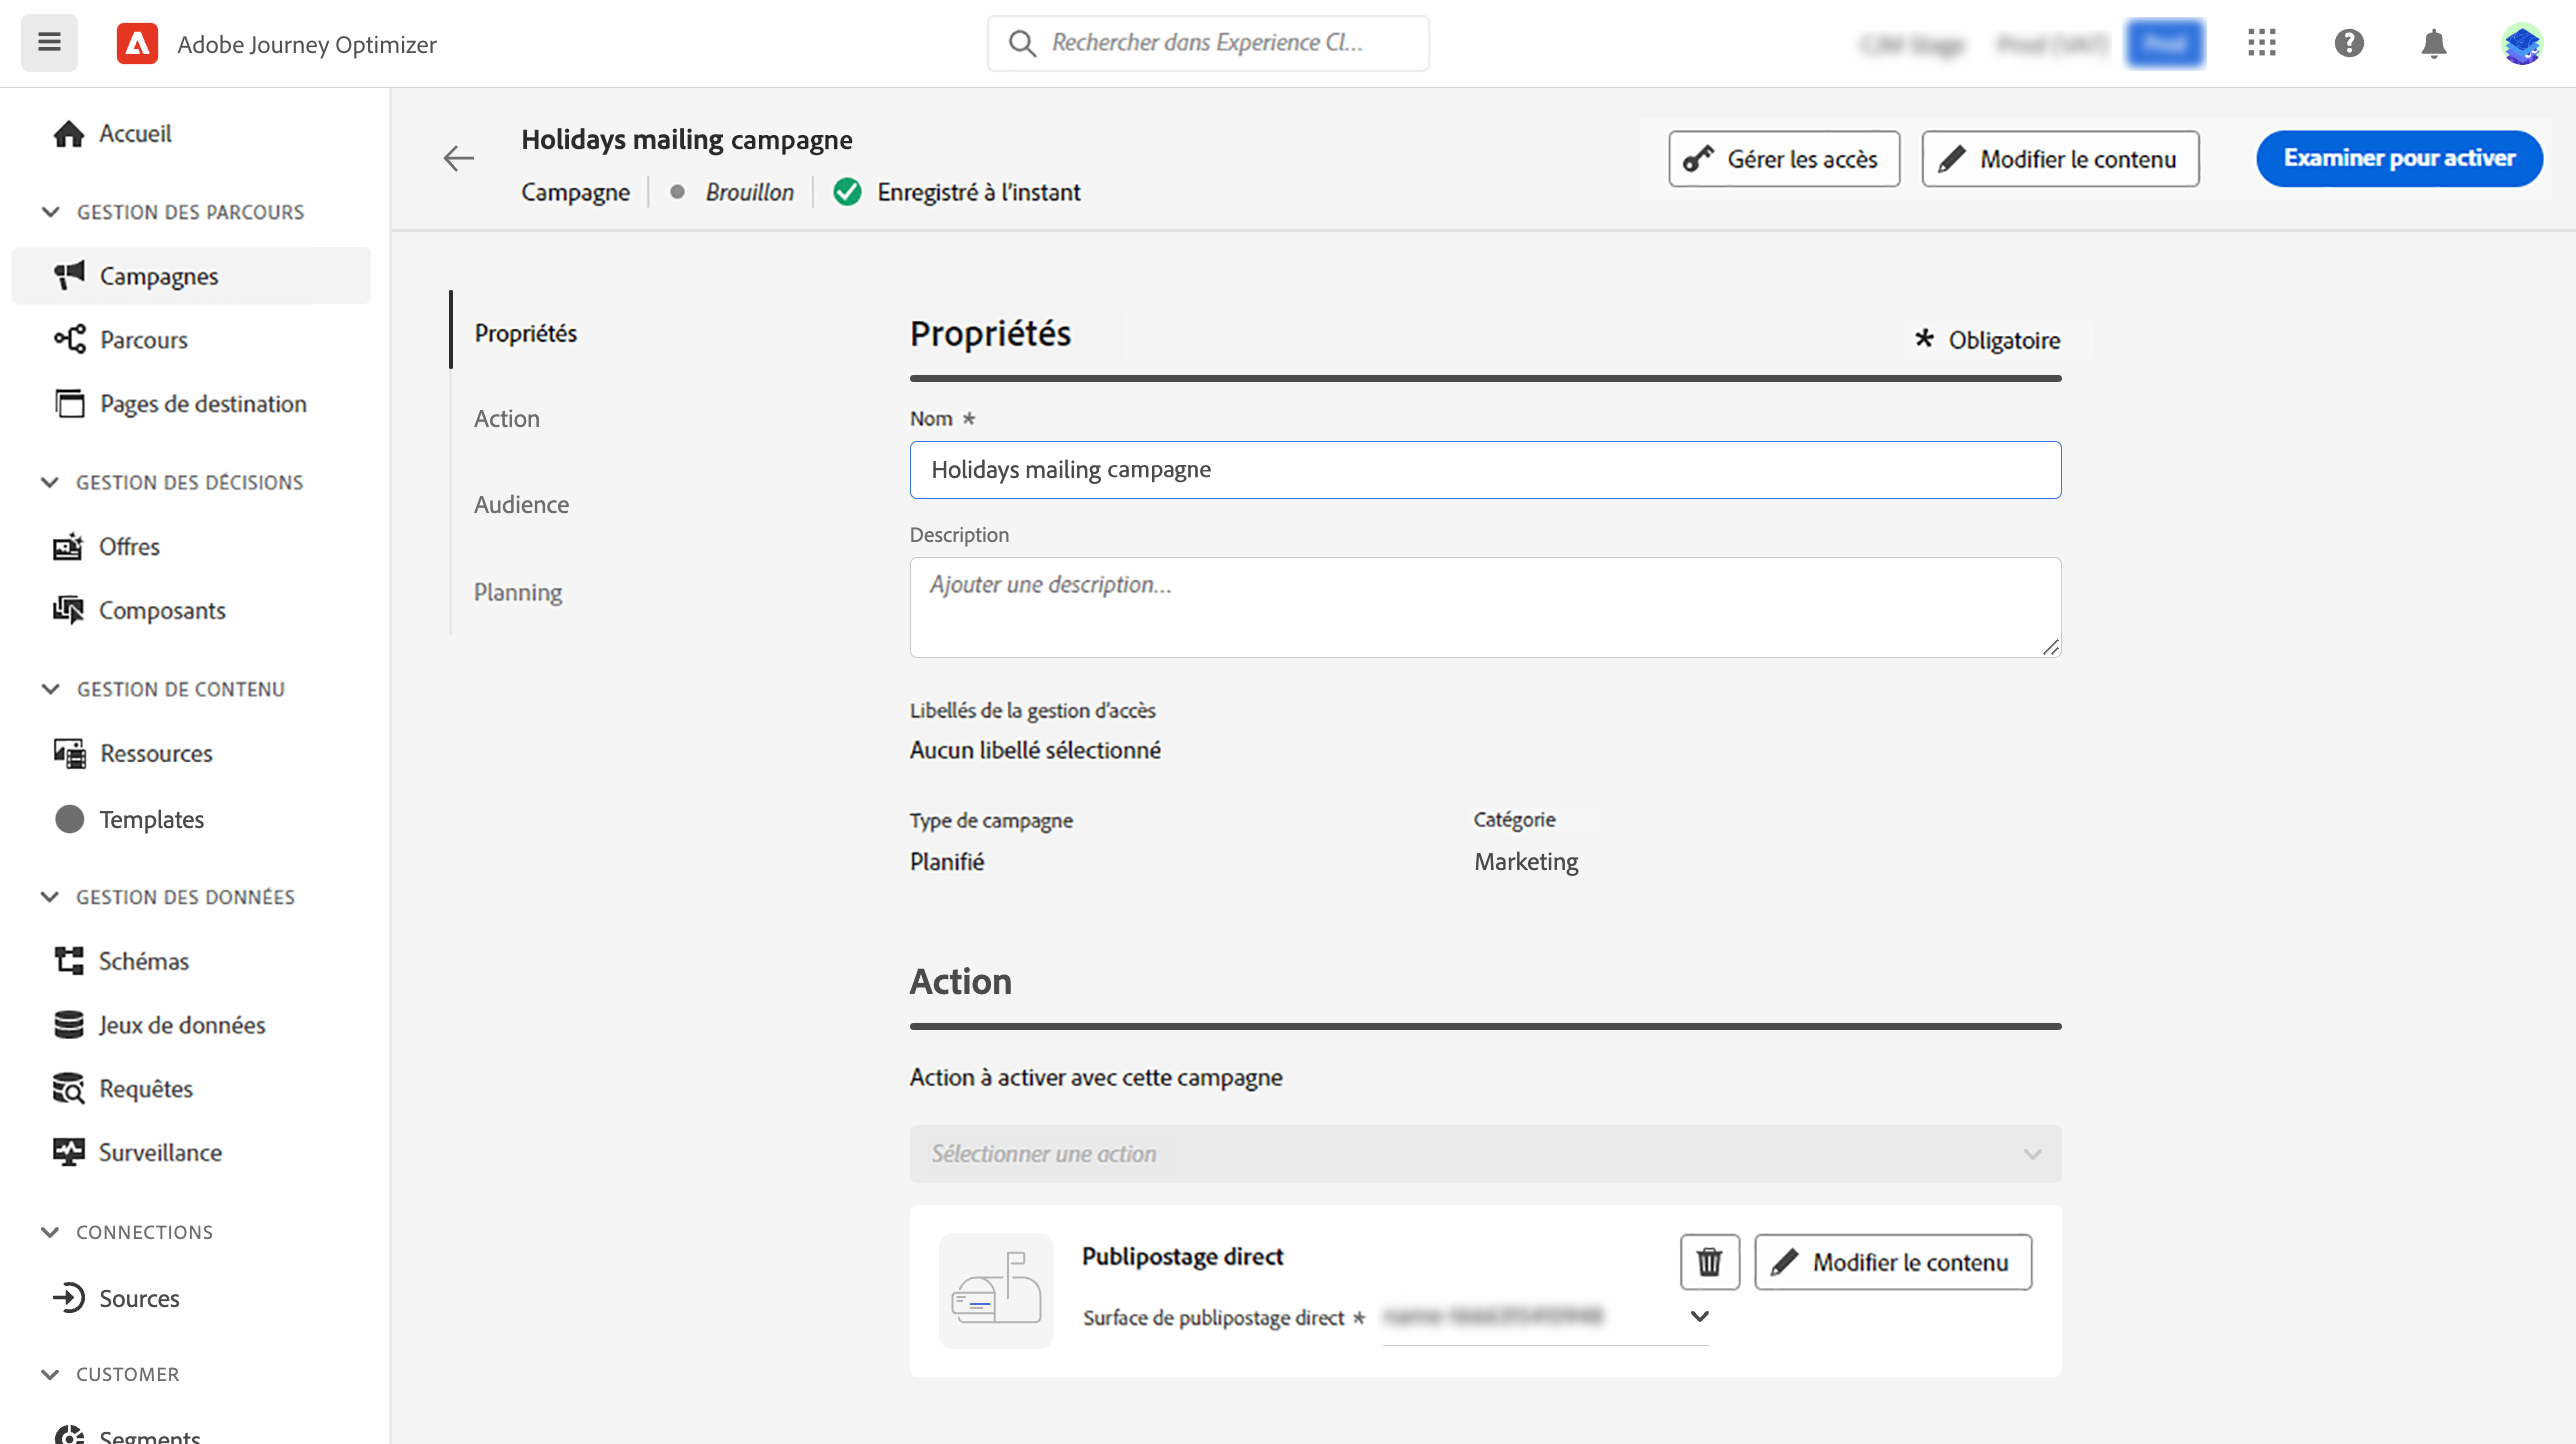 Adobe Journey Optimizer
Rechercher dans Experience Cl...
Accueil
GESTION DES PARCOURS
Campagnes
Parcours
Pages de destination
GESTION DES DÉCISIONS
Offres
Composants
GESTION DE CONTENU
Ressources
Templates
GESTION DES DONNÉES
Schémas
Jeux de données
Requêtes
Surveillance
CONNECTIONS
Sources
CUSTOMER
Segments
Holidays mailing campagne
Campagne
Brouillon
Enregistré à l'instant
Gérer les accès
Modifier le contenu
Examiner pour activer
Propriétés
Action
Audience
Planning
Propriétés
* Obligatoire
Nom *
Holidays mailing campagne
Description
Ajouter une description...
Libellés de la gestion d'accès
Aucun libellé sélectionné
Type de campagne
Planifié
Catégorie
Marketing
Action
Action à activer avec cette campagne
Sélectionner une action
Publipostage direct
Modifier le contenu
Surface de publipostage direct *